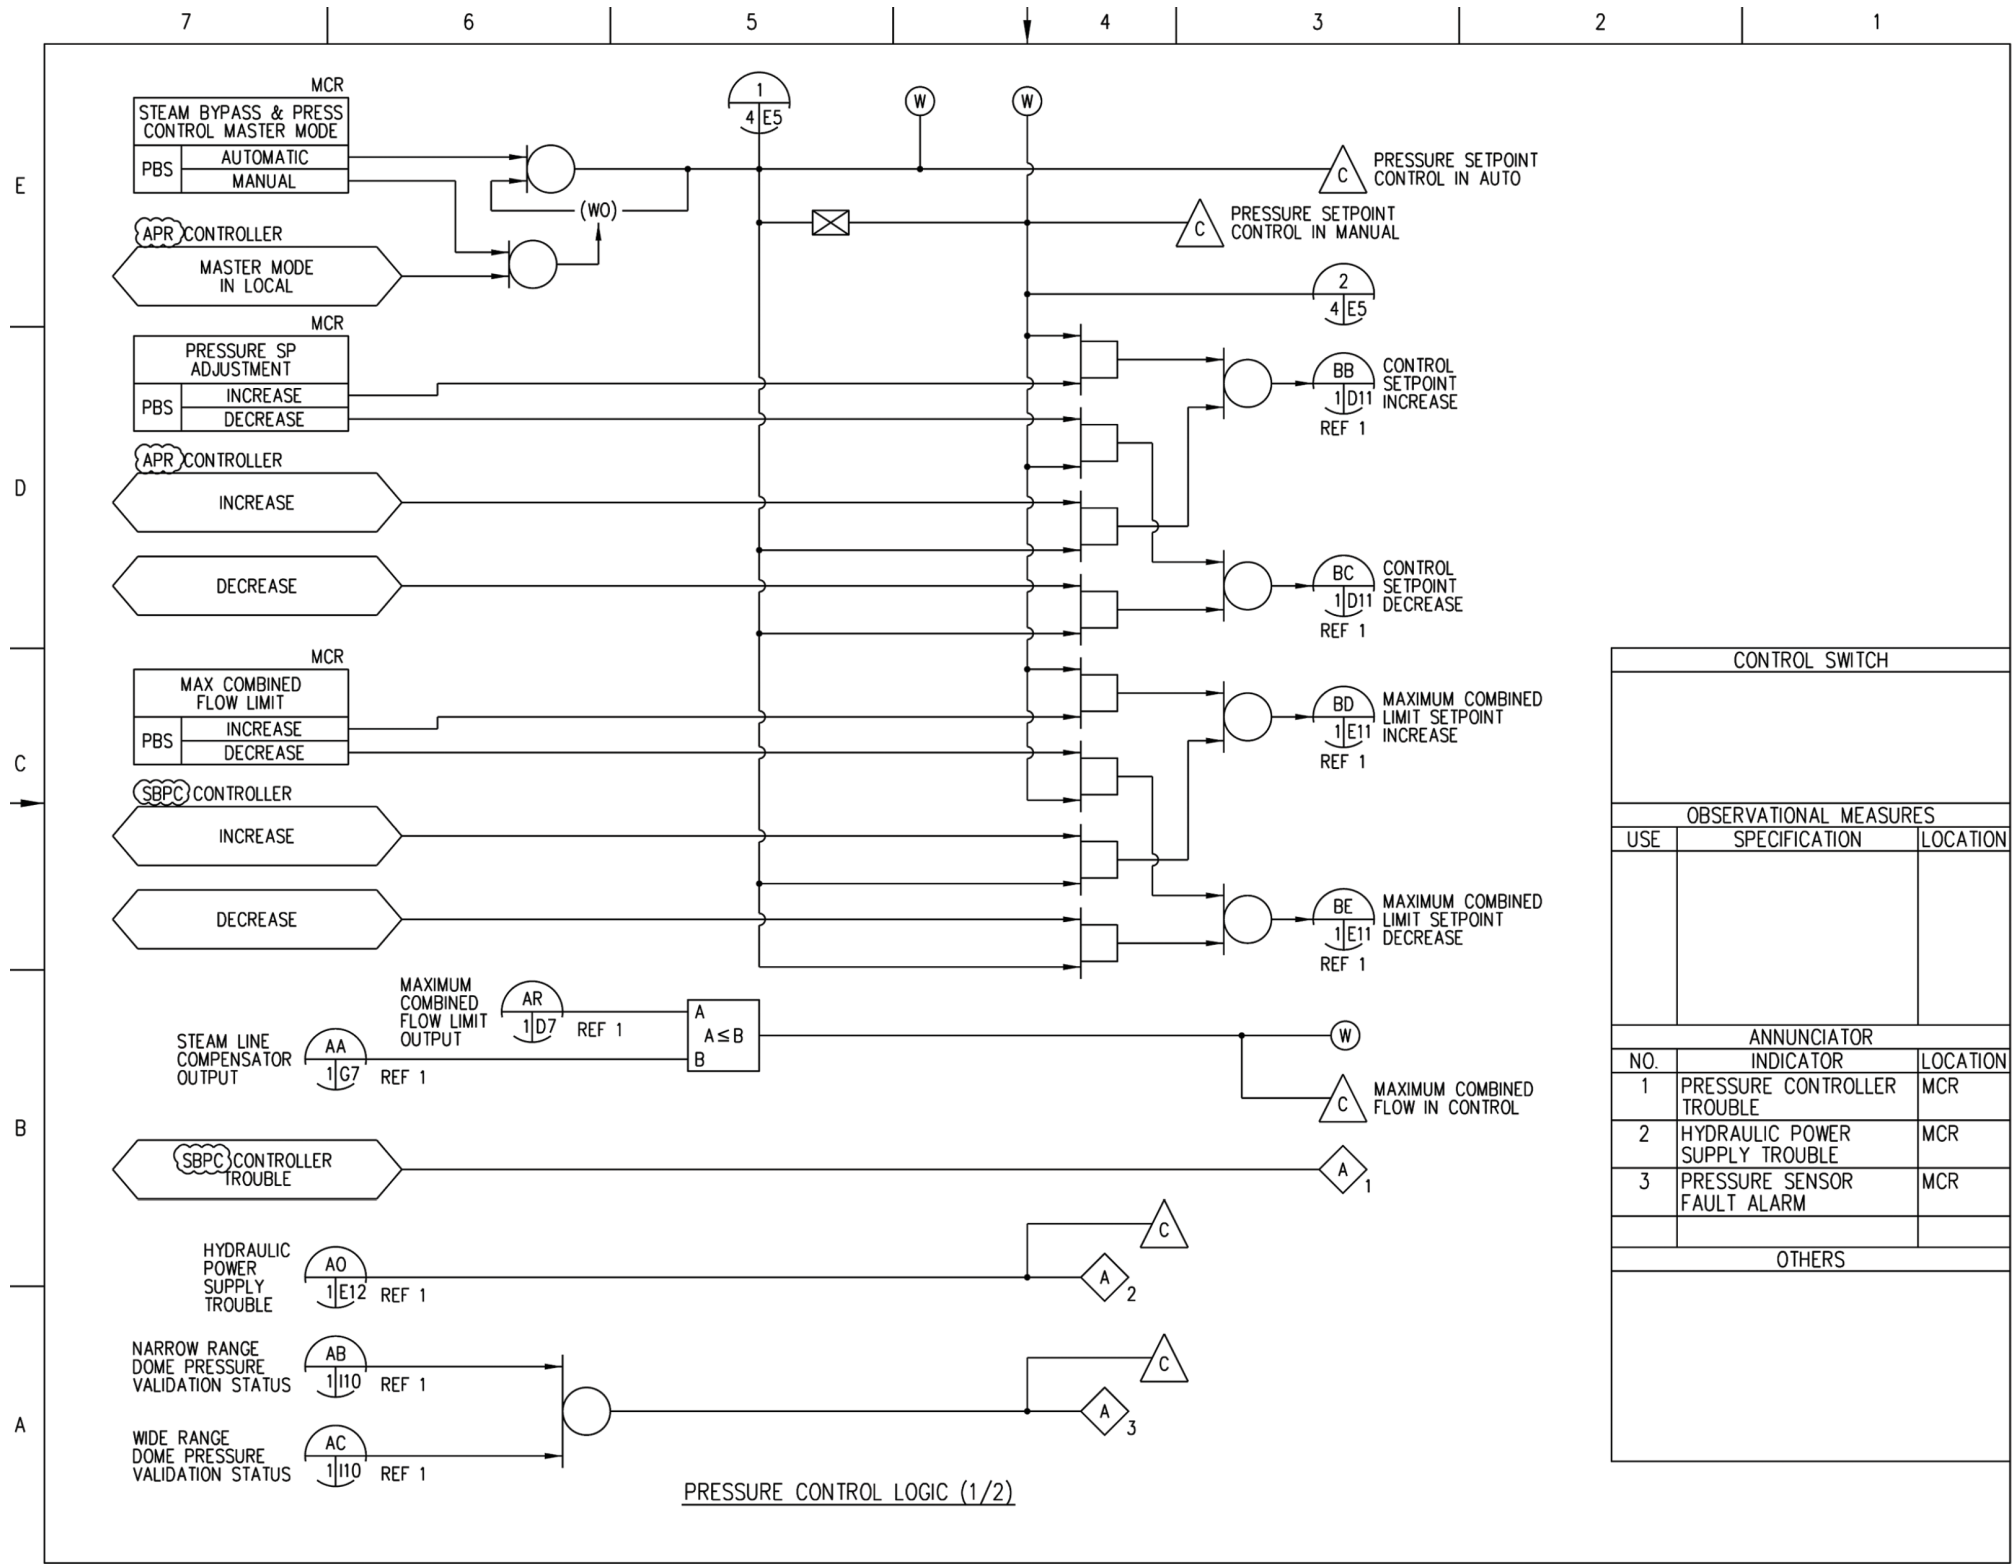 7 6 5 4 3 2 1
E
D
C
B
A
MCR
STEAM BYPASS & PRESS
CONTROL MASTER MODE
PBS
AUTOMATIC
MANUAL
1
4 E5
W
W
C
PRESSURE SETPOINT
CONTROL IN AUTO
(WO)
C
PRESSURE SETPOINT
CONTROL IN MANUAL
APR CONTROLLER
MASTER MODE
IN LOCAL
2
4 E5
MCR
PRESSURE SP
ADJUSTMENT
PBS
INCREASE
DECREASE
BB
1 D11
REF 1
CONTROL
SETPOINT
INCREASE
APR CONTROLLER
INCREASE
DECREASE
BC
1 D11
REF 1
CONTROL
SETPOINT
DECREASE
MCR
MAX COMBINED
FLOW LIMIT
PBS
INCREASE
DECREASE
BD
1 E11
REF 1
MAXIMUM COMBINED
LIMIT SETPOINT
INCREASE
SBPC CONTROLLER
INCREASE
DECREASE
BE
1 E11
REF 1
MAXIMUM COMBINED
LIMIT SETPOINT
DECREASE
MAXIMUM
COMBINED
FLOW LIMIT
OUTPUT
AR
1 D7
REF 1
A
A≤B
B
W
STEAM LINE
COMPENSATOR
OUTPUT
AA
1 G7
REF 1
C
MAXIMUM COMBINED
FLOW IN CONTROL
SBPC CONTROLLER
TROUBLE
A
1
HYDRAULIC
POWER
SUPPLY
TROUBLE
AO
1 E12
REF 1
C
A
2
NARROW RANGE
DOME PRESSURE
VALIDATION STATUS
AB
1 I10
REF 1
C
A
3
WIDE RANGE
DOME PRESSURE
VALIDATION STATUS
AC
1 I10
REF 1
PRESSURE CONTROL LOGIC (1/2)
CONTROL SWITCH
OBSERVATIONAL MEASURES
USE SPECIFICATION LOCATION
ANNUNCIATOR
NO. INDICATOR LOCATION
1 PRESSURE CONTROLLER MCR
TROUBLE
2 HYDRAULIC POWER MCR
SUPPLY TROUBLE
3 PRESSURE SENSOR MCR
FAULT ALARM
OTHERS